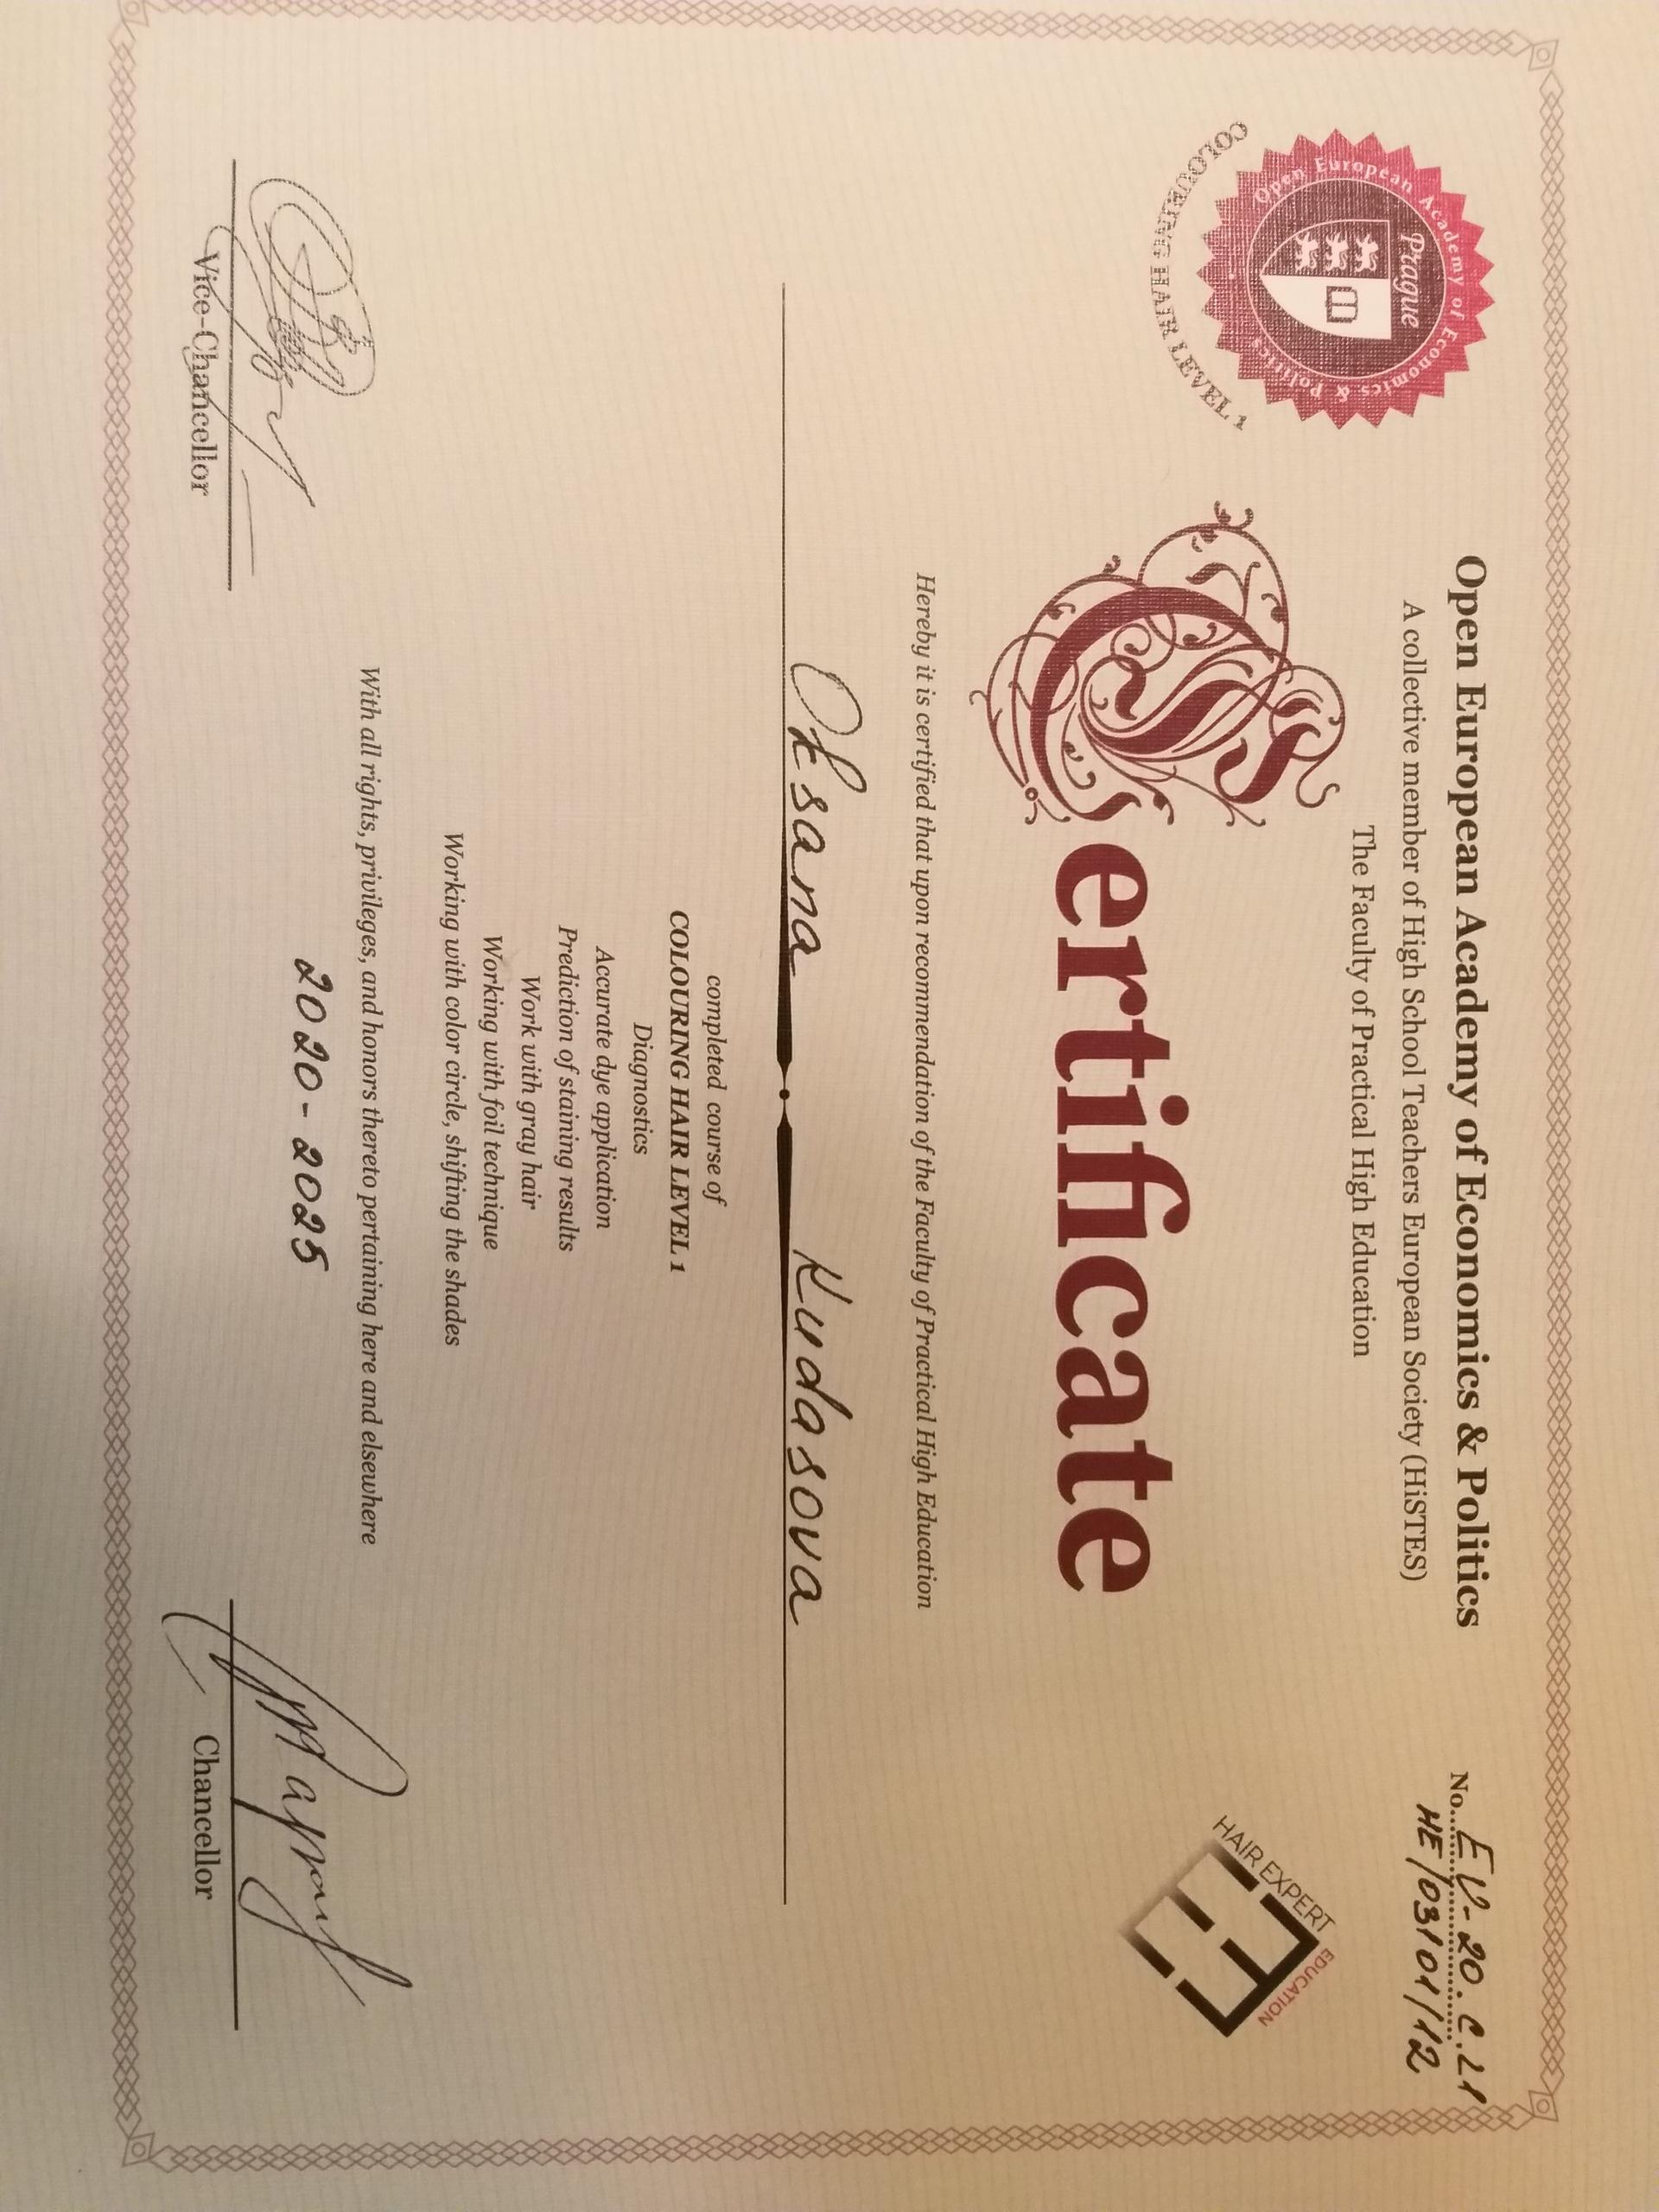 Open European Academy of Economics & Politics
A collective member of High School Teachers European Society (HiSTES)
The Faculty of Practical High Education
No. EU-20.C.L1
HE/03/01/12
Open European Academy of Economics & Politics
Prague
COLOURING HAIR LEVEL 1
HAIR EXPERT
EDUCATION
Certificate
Hereby it is certified that upon recommendation of the Faculty of Practical High Education
Oksana Kudasova
completed course of
COLOURING HAIR LEVEL 1
Diagnostics
Accurate dye application
Prediction of staining results
Work with gray hair
Working with foil technique
Working with color circle, shifting the shades
With all rights, privileges, and honors thereto pertaining here and elsewhere
2020-2025
Vice-Chancellor
Chancellor